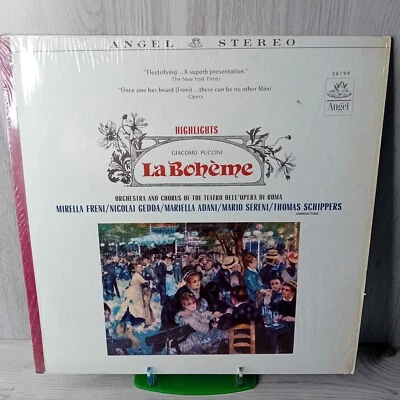 ANGEL STEREO
36199
Angel
"Electrifying...A superb presentation."
The New York Times
"Once one has heard (Freni)...there can be no other Mimi"
Opera
HIGHLIGHTS
GIACOMO PUCCINI
La Bohème
ORCHESTRA AND CHORUS OF THE TEATRO DELL'OPERA DI ROMA
MIRELLA FRENI/NICOLAI GEDDA/MARIELLA ADANI/MARIO SERENI/THOMAS SCHIPPERS
CONDUCTING